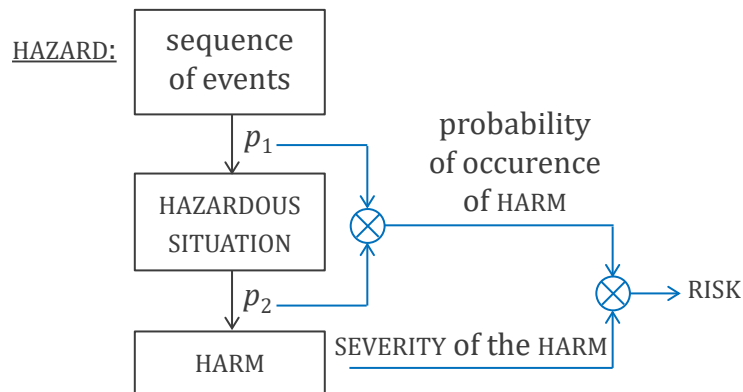 HAZARD:
sequence
of events
p1
probability
of occurence
of HARM
HAZARDOUS
SITUATION
RISK
p2
HARM
SEVERITY of the HARM